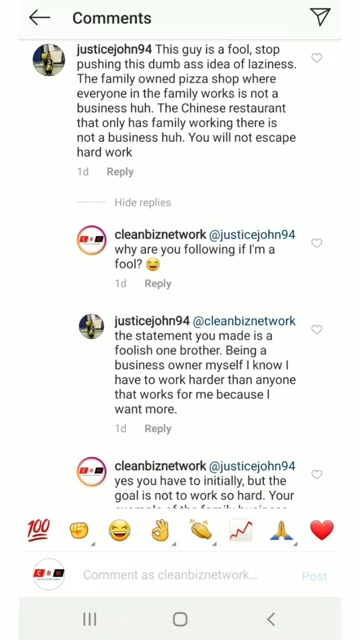 Comments
justicejohn94 This guy is a fool, stop
pushing this dumb ass idea of laziness.
The family owned pizza shop where
everyone in the family works is not a
business huh. The Chinese restaurant
that only has family working there is
not a business huh. You will not escape
hard work
1d Reply
Hide replies
cleanbiznetwork @justicejohn94
why are you following if I'm a
fool? 😂
1d Reply
justicejohn94 @cleanbiznetwork
the statement you made is a
foolish one brother. Being a
business owner myself I know I
have to work harder than anyone
that works for me because I
want more.
1d Reply
cleanbiznetwork @justicejohn94
yes you have to initially, but the
goal is not to work so hard. Your
example of the family business
💯 ✊ 😂 👌 👏 📈 🙏 ❤️
Comment as cleanbiznetwork... Post